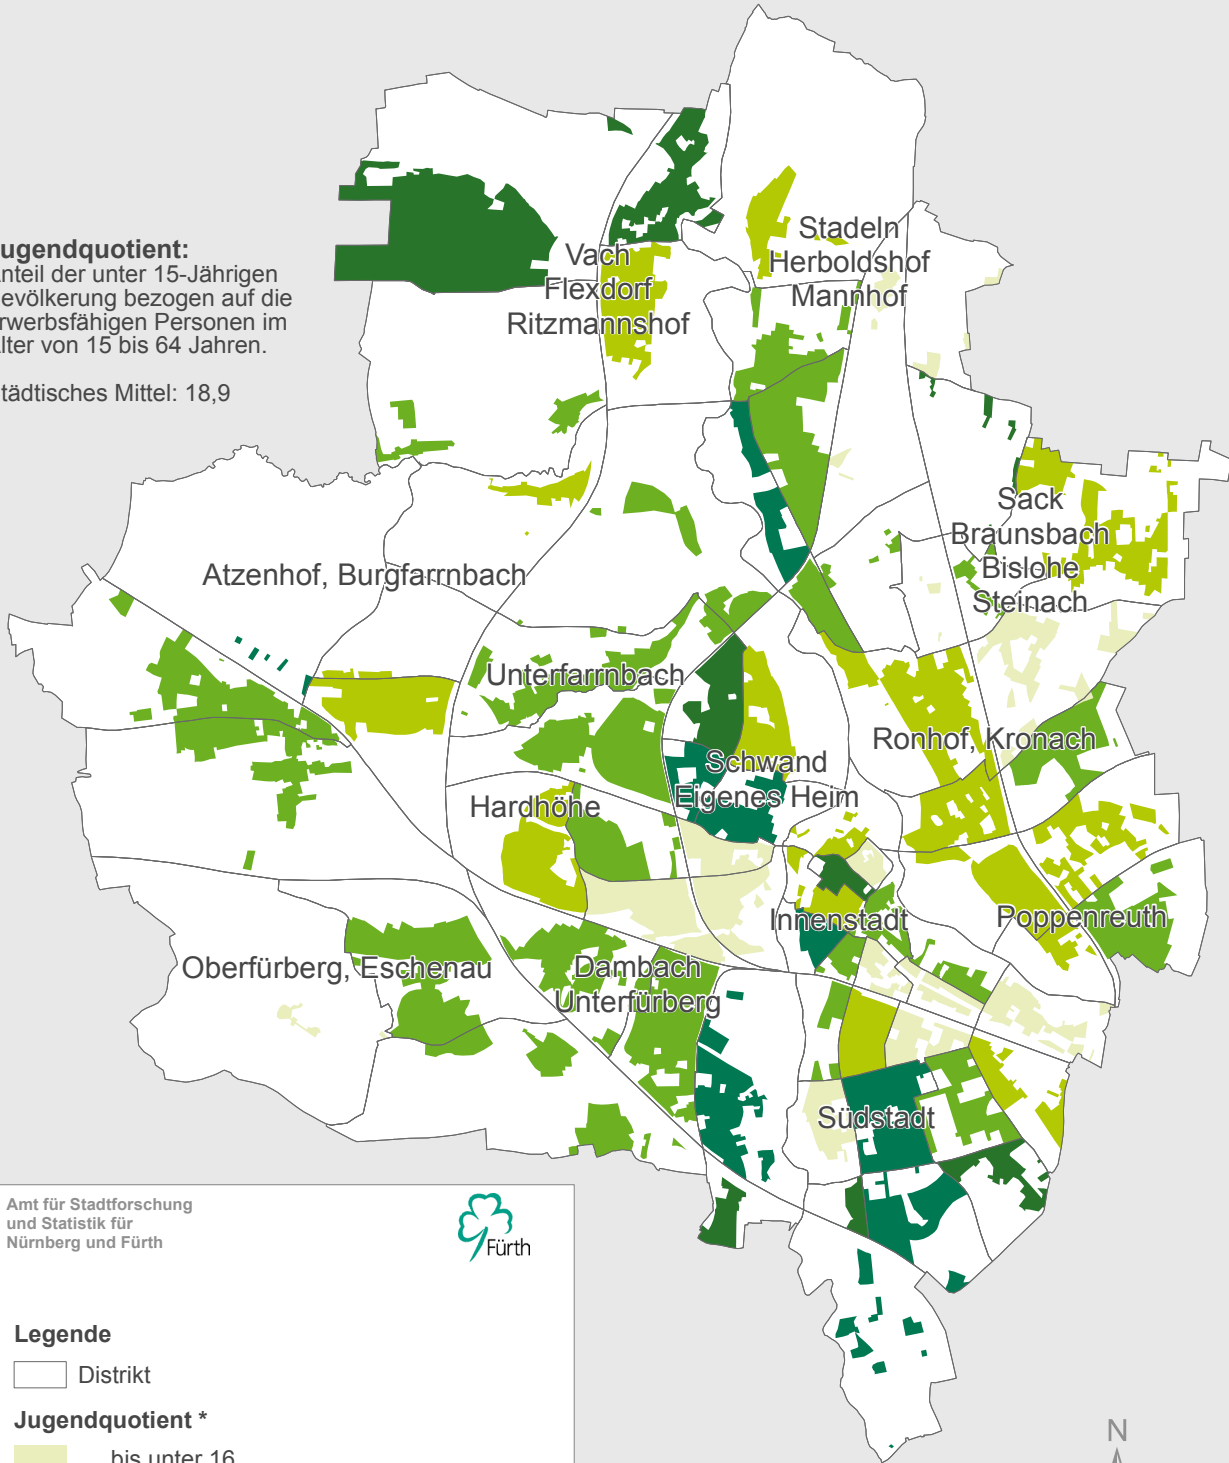 ugendquotient:
nteil der unter 15-Jährigen
evölkerung bezogen auf die
rwerbsfähigen Personen im
lter von 15 bis 64 Jahren.
tädtisches Mittel: 18,9
Stadeln
Herboldshof
Mannhof
Vach
Flexdorf
Ritzmannshof
Sack
Braunsbach
Bislohe
Steinach
Atzenhof, Burgfarrnbach
Unterfarrnbach
Ronhof, Kronach
Schwand
Eigenes Heim
Hardhöhe
Innenstadt
Poppenreuth
Oberfürberg, Eschenau
Dambach
Unterfürberg
Südstadt
Amt für Stadtforschung
und Statistik für
Nürnberg und Fürth
Fürth
Legende
Distrikt
Jugendquotient *
bis unter 16
N